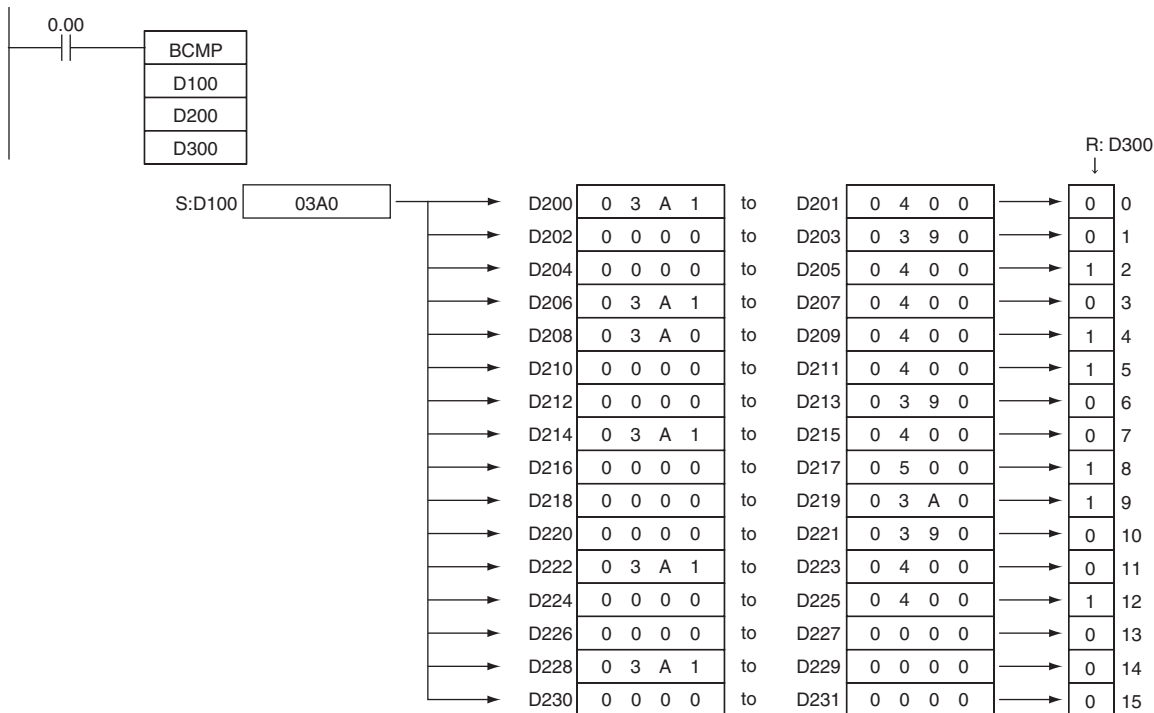 0.00
BCMP
D100
D200
D300
R: D300
↓
S:D100 03A0 D200 0 3 A 1 to D201 0 4 0 0 0 0
D202 0 0 0 0 to D203 0 3 9 0 0 1
D204 0 0 0 0 to D205 0 4 0 0 1 2
D206 0 3 A 1 to D207 0 4 0 0 0 3
D208 0 3 A 0 to D209 0 4 0 0 1 4
D210 0 0 0 0 to D211 0 4 0 0 1 5
D212 0 0 0 0 to D213 0 3 9 0 0 6
D214 0 3 A 1 to D215 0 4 0 0 0 7
D216 0 0 0 0 to D217 0 5 0 0 1 8
D218 0 0 0 0 to D219 0 3 A 0 1 9
D220 0 0 0 0 to D221 0 3 9 0 0 10
D222 0 3 A 1 to D223 0 4 0 0 0 11
D224 0 0 0 0 to D225 0 4 0 0 1 12
D226 0 0 0 0 to D227 0 0 0 0 0 13
D228 0 3 A 1 to D229 0 0 0 0 0 14
D230 0 0 0 0 to D231 0 0 0 0 0 15